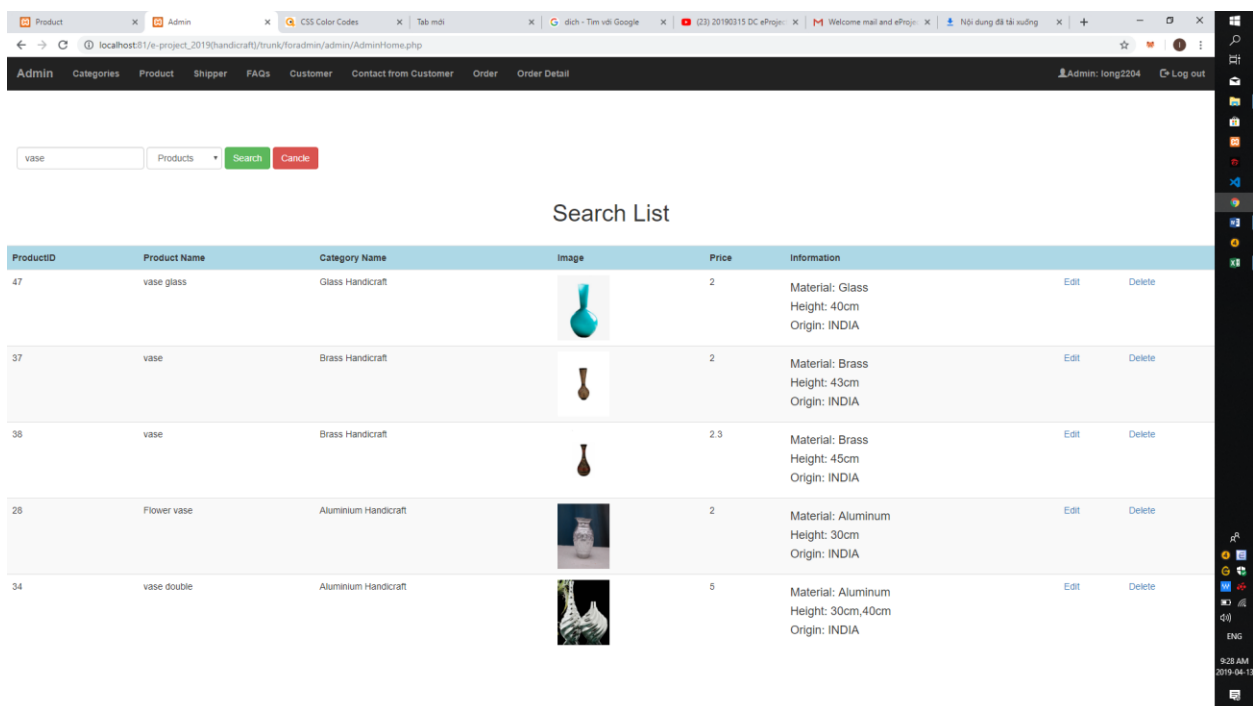 Product
Admin
CSS Color Codes
Tab mới
dich - Tìm với Google
(23) 20190315 DC eProject
Welcome mail and eProje
Nội dung đã tải xuống
localhost:81/e-project_2019(handicraft)/trunk/foradmin/admin/AdminHome.php
Admin Categories Product Shipper FAQs Customer Contact from Customer Order Order Detail Admin: long2204 Log out
vase Products Search Cancle
Search List
ProductID Product Name Category Name Image Price Information
47 vase glass Glass Handicraft 2 Material: Glass Edit Delete
Height: 40cm
Origin: INDIA
37 vase Brass Handicraft 2 Material: Brass Edit Delete
Height: 43cm
Origin: INDIA
38 vase Brass Handicraft 2.3 Material: Brass Edit Delete
Height: 45cm
Origin: INDIA
28 Flower vase Aluminium Handicraft 2 Material: Aluminum Edit Delete
Height: 30cm
Origin: INDIA
34 vase double Aluminium Handicraft 5 Material: Aluminum Edit Delete
Height: 30cm,40cm
Origin: INDIA
ENG
9:28 AM
2019-04-13